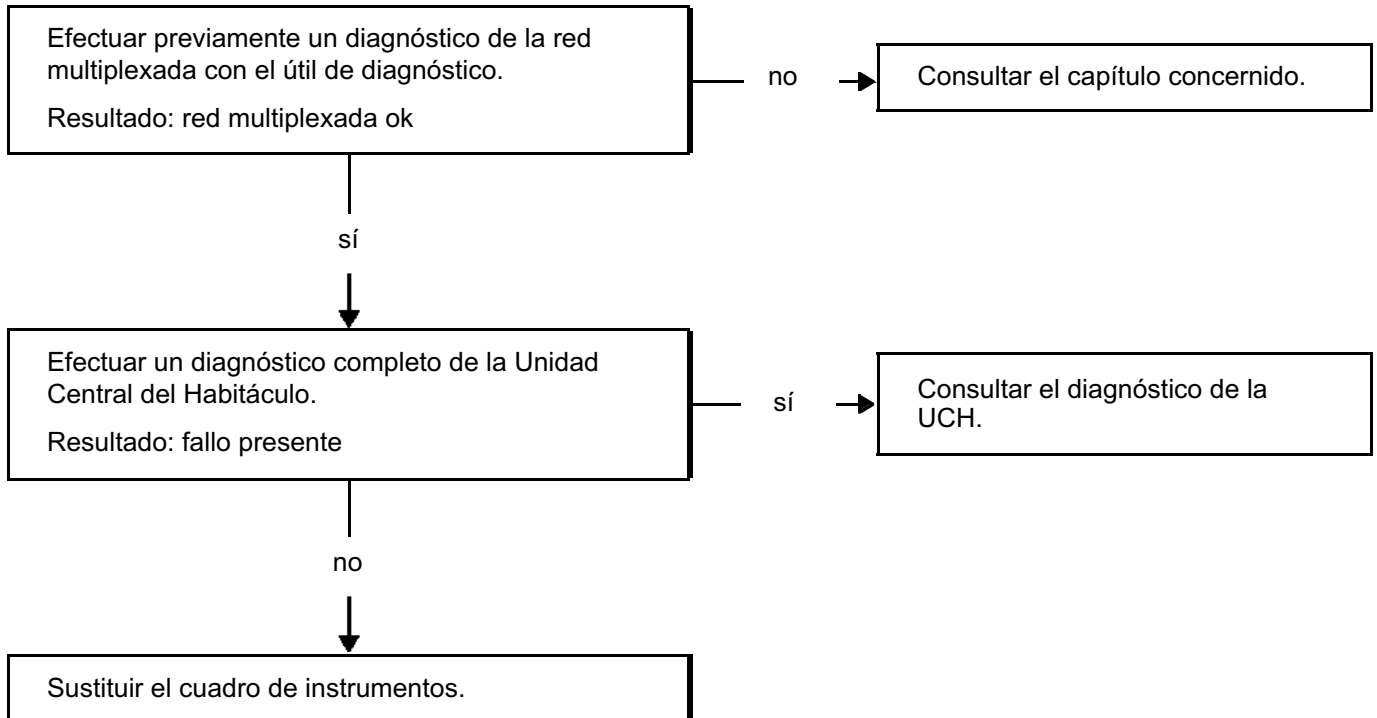 Efectuar previamente un diagnóstico de la red
multiplexada con el útil de diagnóstico.
Resultado: red multiplexada ok
no
Consultar el capítulo concernido.
sí
Efectuar un diagnóstico completo de la Unidad
Central del Habitáculo.
Resultado: fallo presente
sí
Consultar el diagnóstico de la
UCH.
no
Sustituir el cuadro de instrumentos.